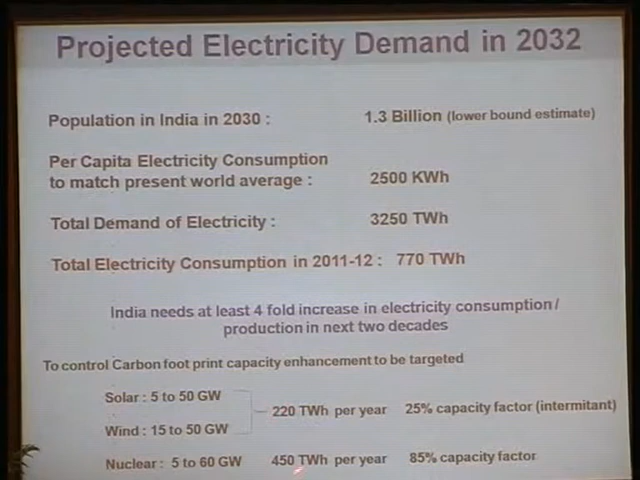 Projected Electricity Demand in 2032
Population in India in 2030 : 1.3 Billion (lower bound estimate)
Per Capita Electricity Consumption
to match present world average : 2500 KWh
Total Demand of Electricity : 3250 TWh
Total Electricity Consumption in 2011-12 : 770 TWh
India needs at least 4 fold increase in electricity consumption /
production in next two decades
To control Carbon foot print capacity enhancement to be targeted
Solar : 5 to 50 GW
220 TWh per year 25% capacity factor (intermitant)
Wind : 15 to 50 GW
Nuclear : 5 to 60 GW 450 TWh per year 85% capacity factor